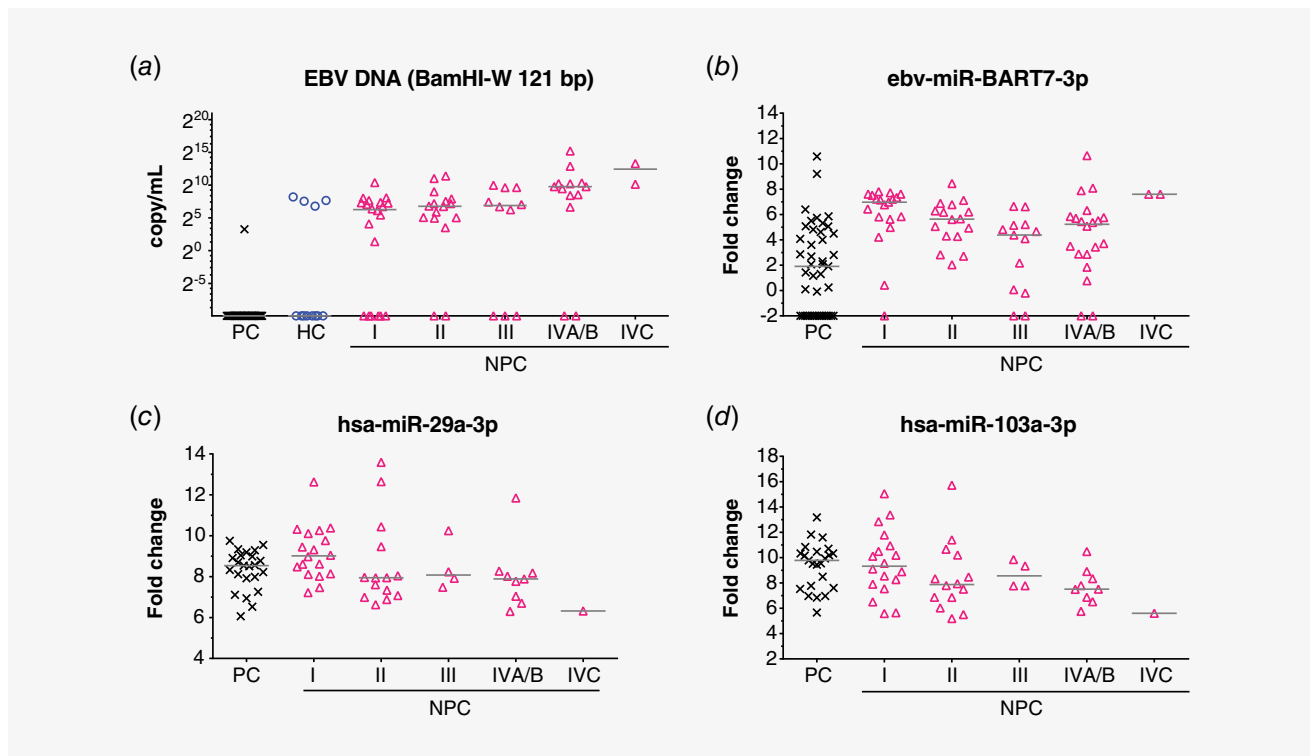 (a)
EBV DNA (BamHI-W 121 bp)
copy/mL
2^20
2^15
2^10
2^5
2^0
2^-5
PC HC I II III IVA/B IVC
NPC
(b)
ebv-miR-BART7-3p
Fold change
14
12
10
8
6
4
2
0
-2
PC I II III IVA/B IVC
NPC
(c)
hsa-miR-29a-3p
Fold change
14
12
10
8
6
4
PC I II III IVA/B IVC
NPC
(d)
hsa-miR-103a-3p
Fold change
18
16
14
12
10
8
6
4
2
PC I II III IVA/B IVC
NPC